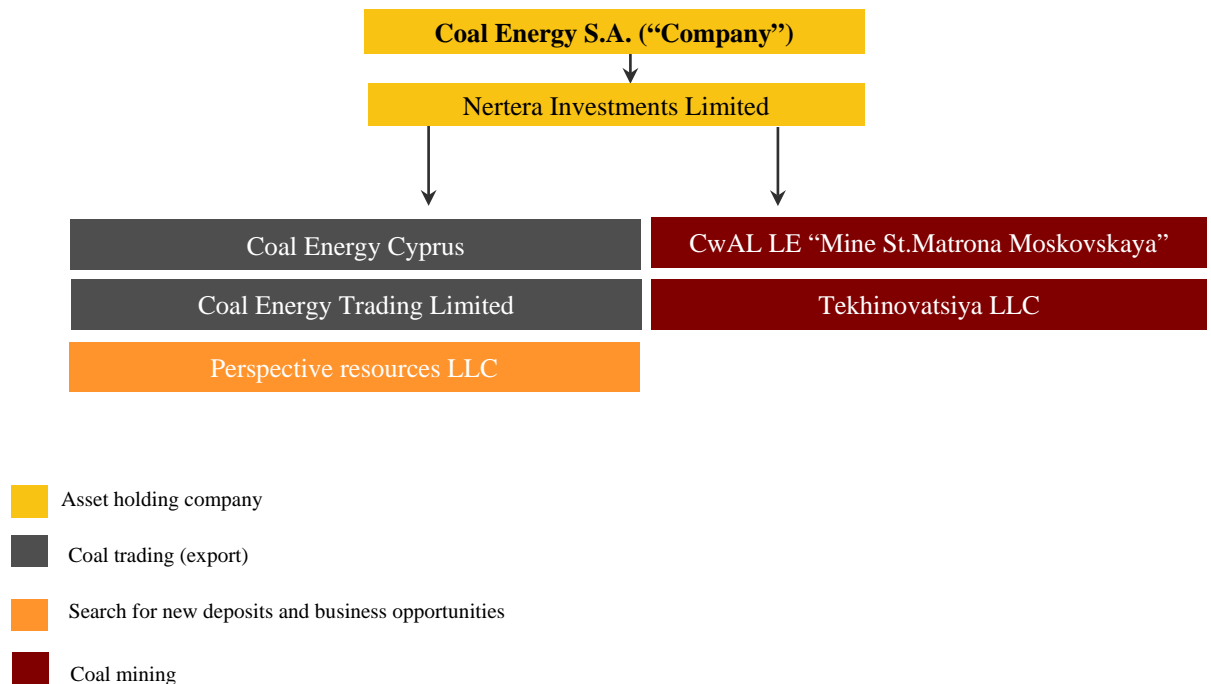 Coal Energy S.A. (“Company”)
Nertera Investments Limited
Coal Energy Cyprus
CwAL LE “Mine St.Matrona Moskovskaya”
Coal Energy Trading Limited
Tekhinovatsiya LLC
Perspective resources LLC
Asset holding company
Coal trading (export)
Search for new deposits and business opportunities
Coal mining